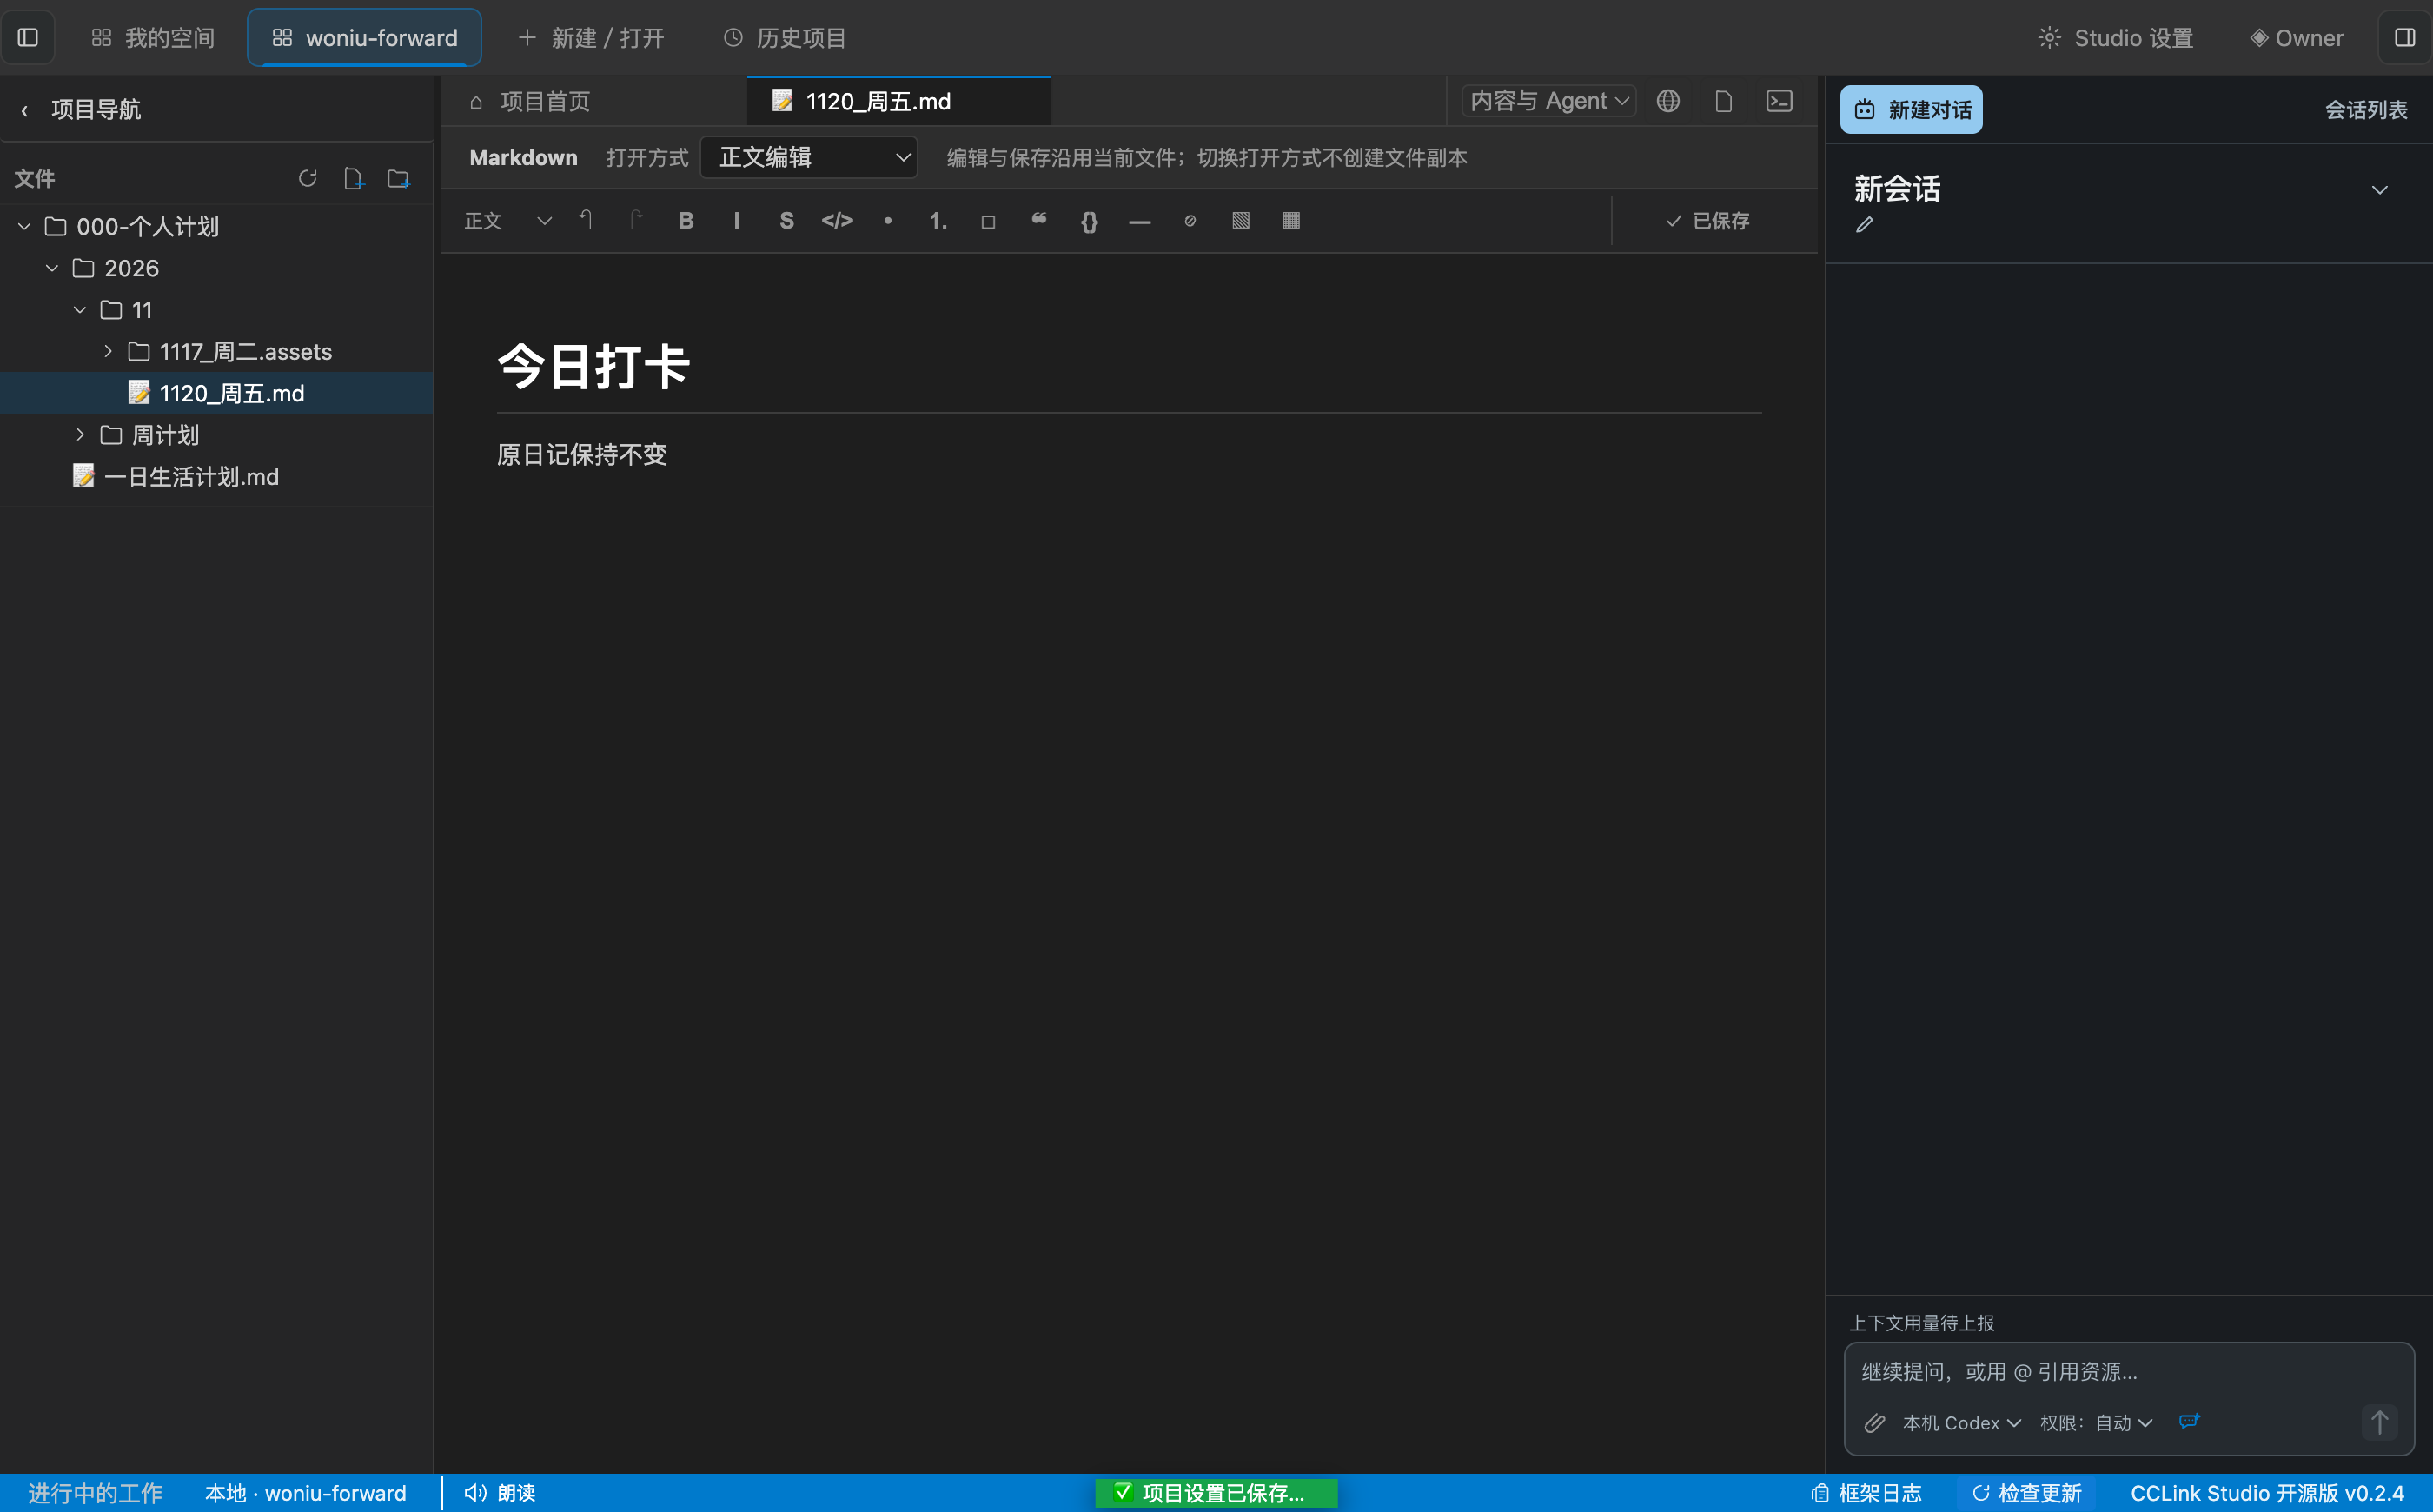 我的空间
woniu-forward
新建 / 打开
历史项目
Studio 设置
Owner
项目导航
文件
000-个人计划
2026
11
1117_周二.assets
1120_周五.md
周计划
一日生活计划.md
项目首页
1120_周五.md
内容与 Agent
Markdown
打开方式
正文编辑
编辑与保存沿用当前文件；切换打开方式不创建文件副本
正文
B
I
S
</>
•
1.
❝
{}
—
已保存
今日打卡
原日记保持不变
新建对话
会话列表
新会话
上下文用量待上报
继续提问，或用 @ 引用资源...
本机 Codex
权限：自动
进行中的工作
本地 · woniu-forward
朗读
项目设置已保存...
框架日志
检查更新
CCLink Studio 开源版 v0.2.4